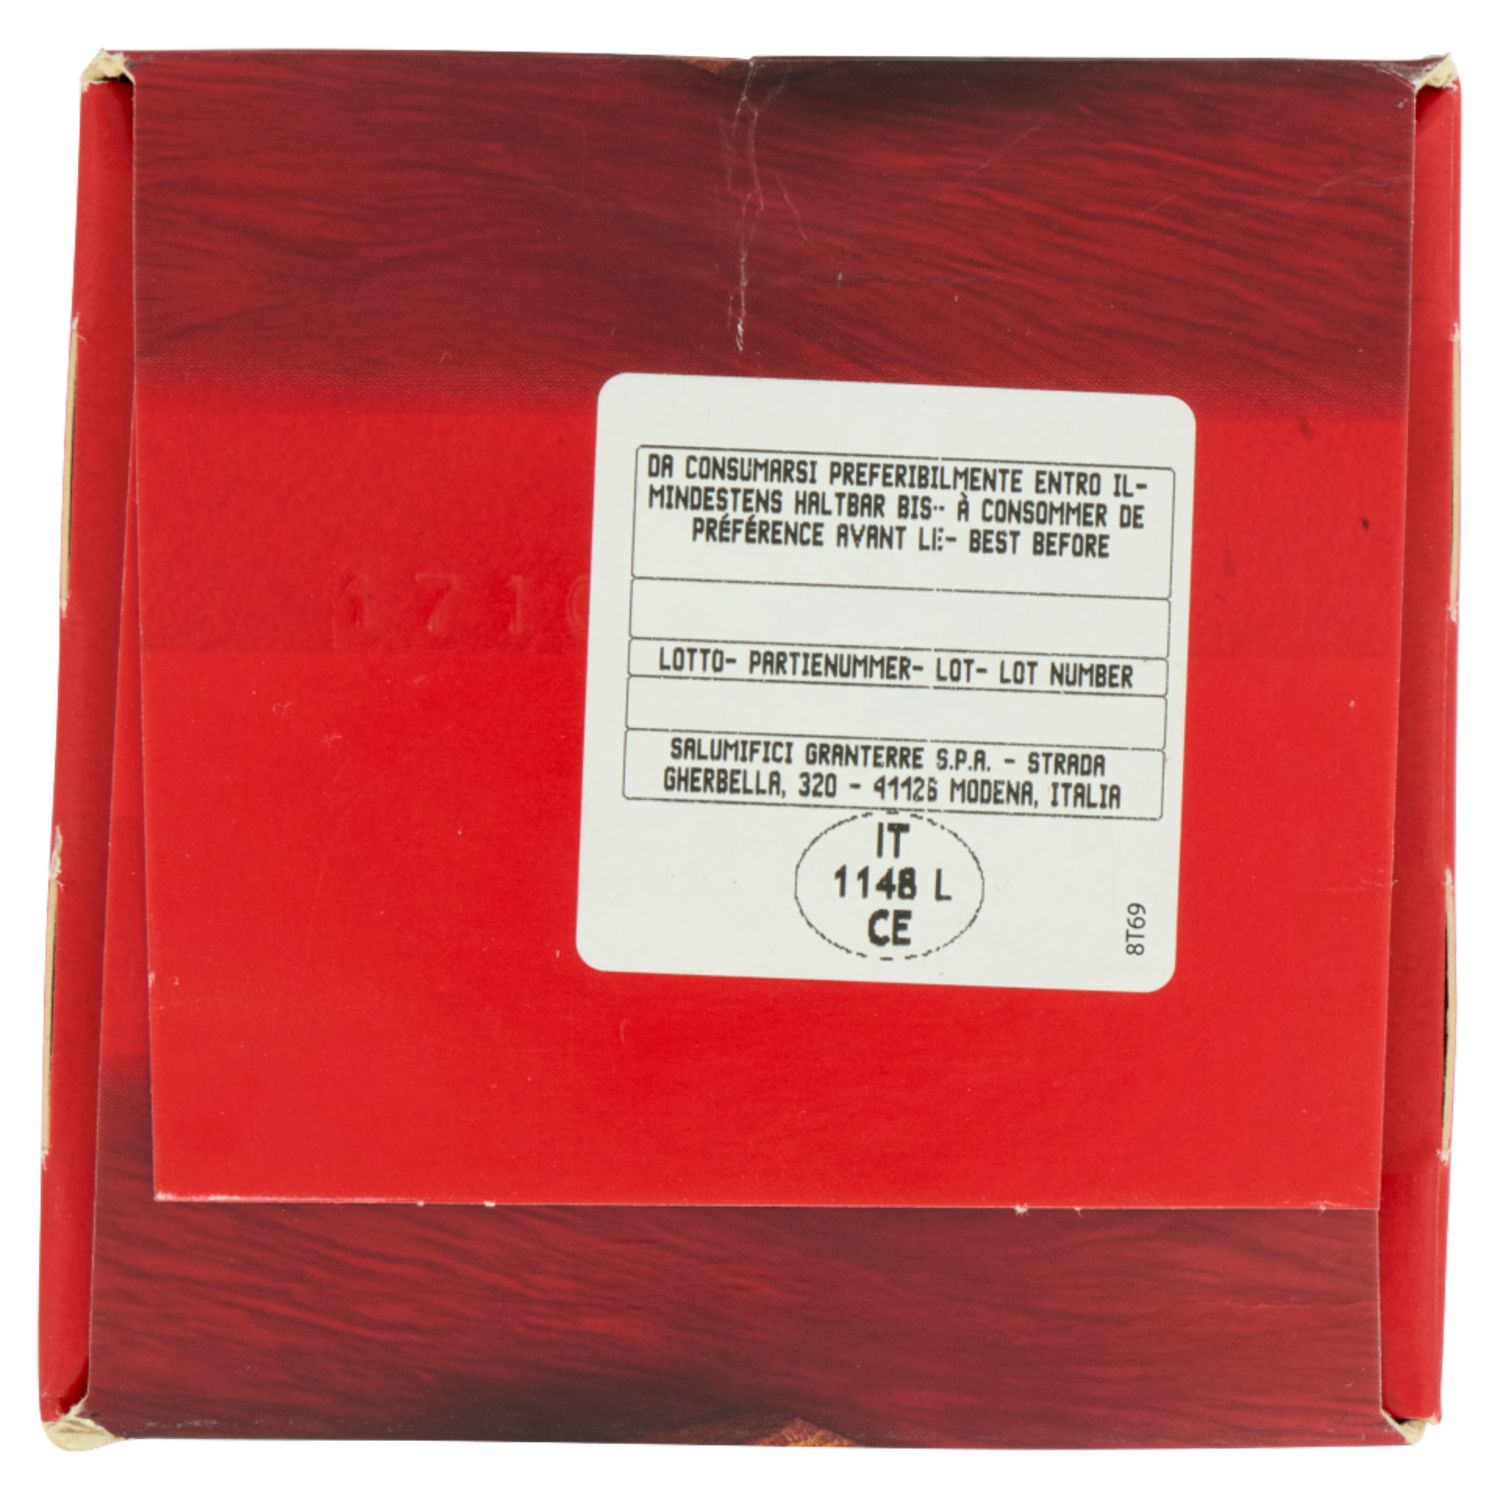 DA CONSUMARSI PREFERIBILMENTE ENTRO IL-
MINDESTENS HALTBAR BIS-- À CONSOMMER DE
PRÉFÉRENCE AVANT LE- BEST BEFORE
LOTTO- PARTIENUMMER- LOT- LOT NUMBER
SALUMIFICI GRANTERRE S.P.A. - STRADA
GHERBELLA, 320 - 41126 MODENA, ITALIA
IT
1148 L
CE
8T69